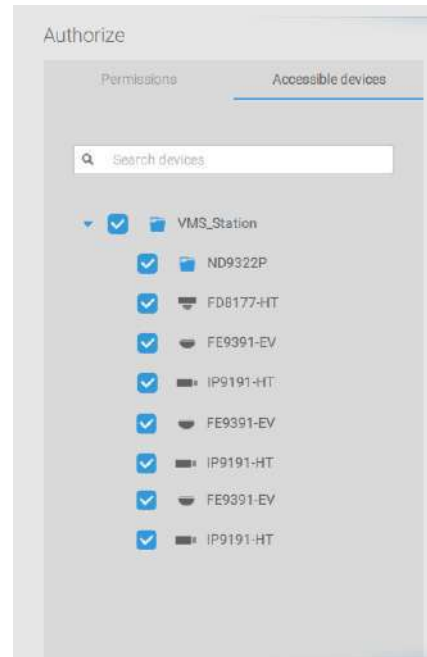 Authorize
Permissions Accessible devices
Search devices
VMS_Station
ND9322P
FD8177-HT
FE9391-EV
IP9191-HT
FE9391-EV
IP9191-HT
FE9391-EV
IP9191-HT